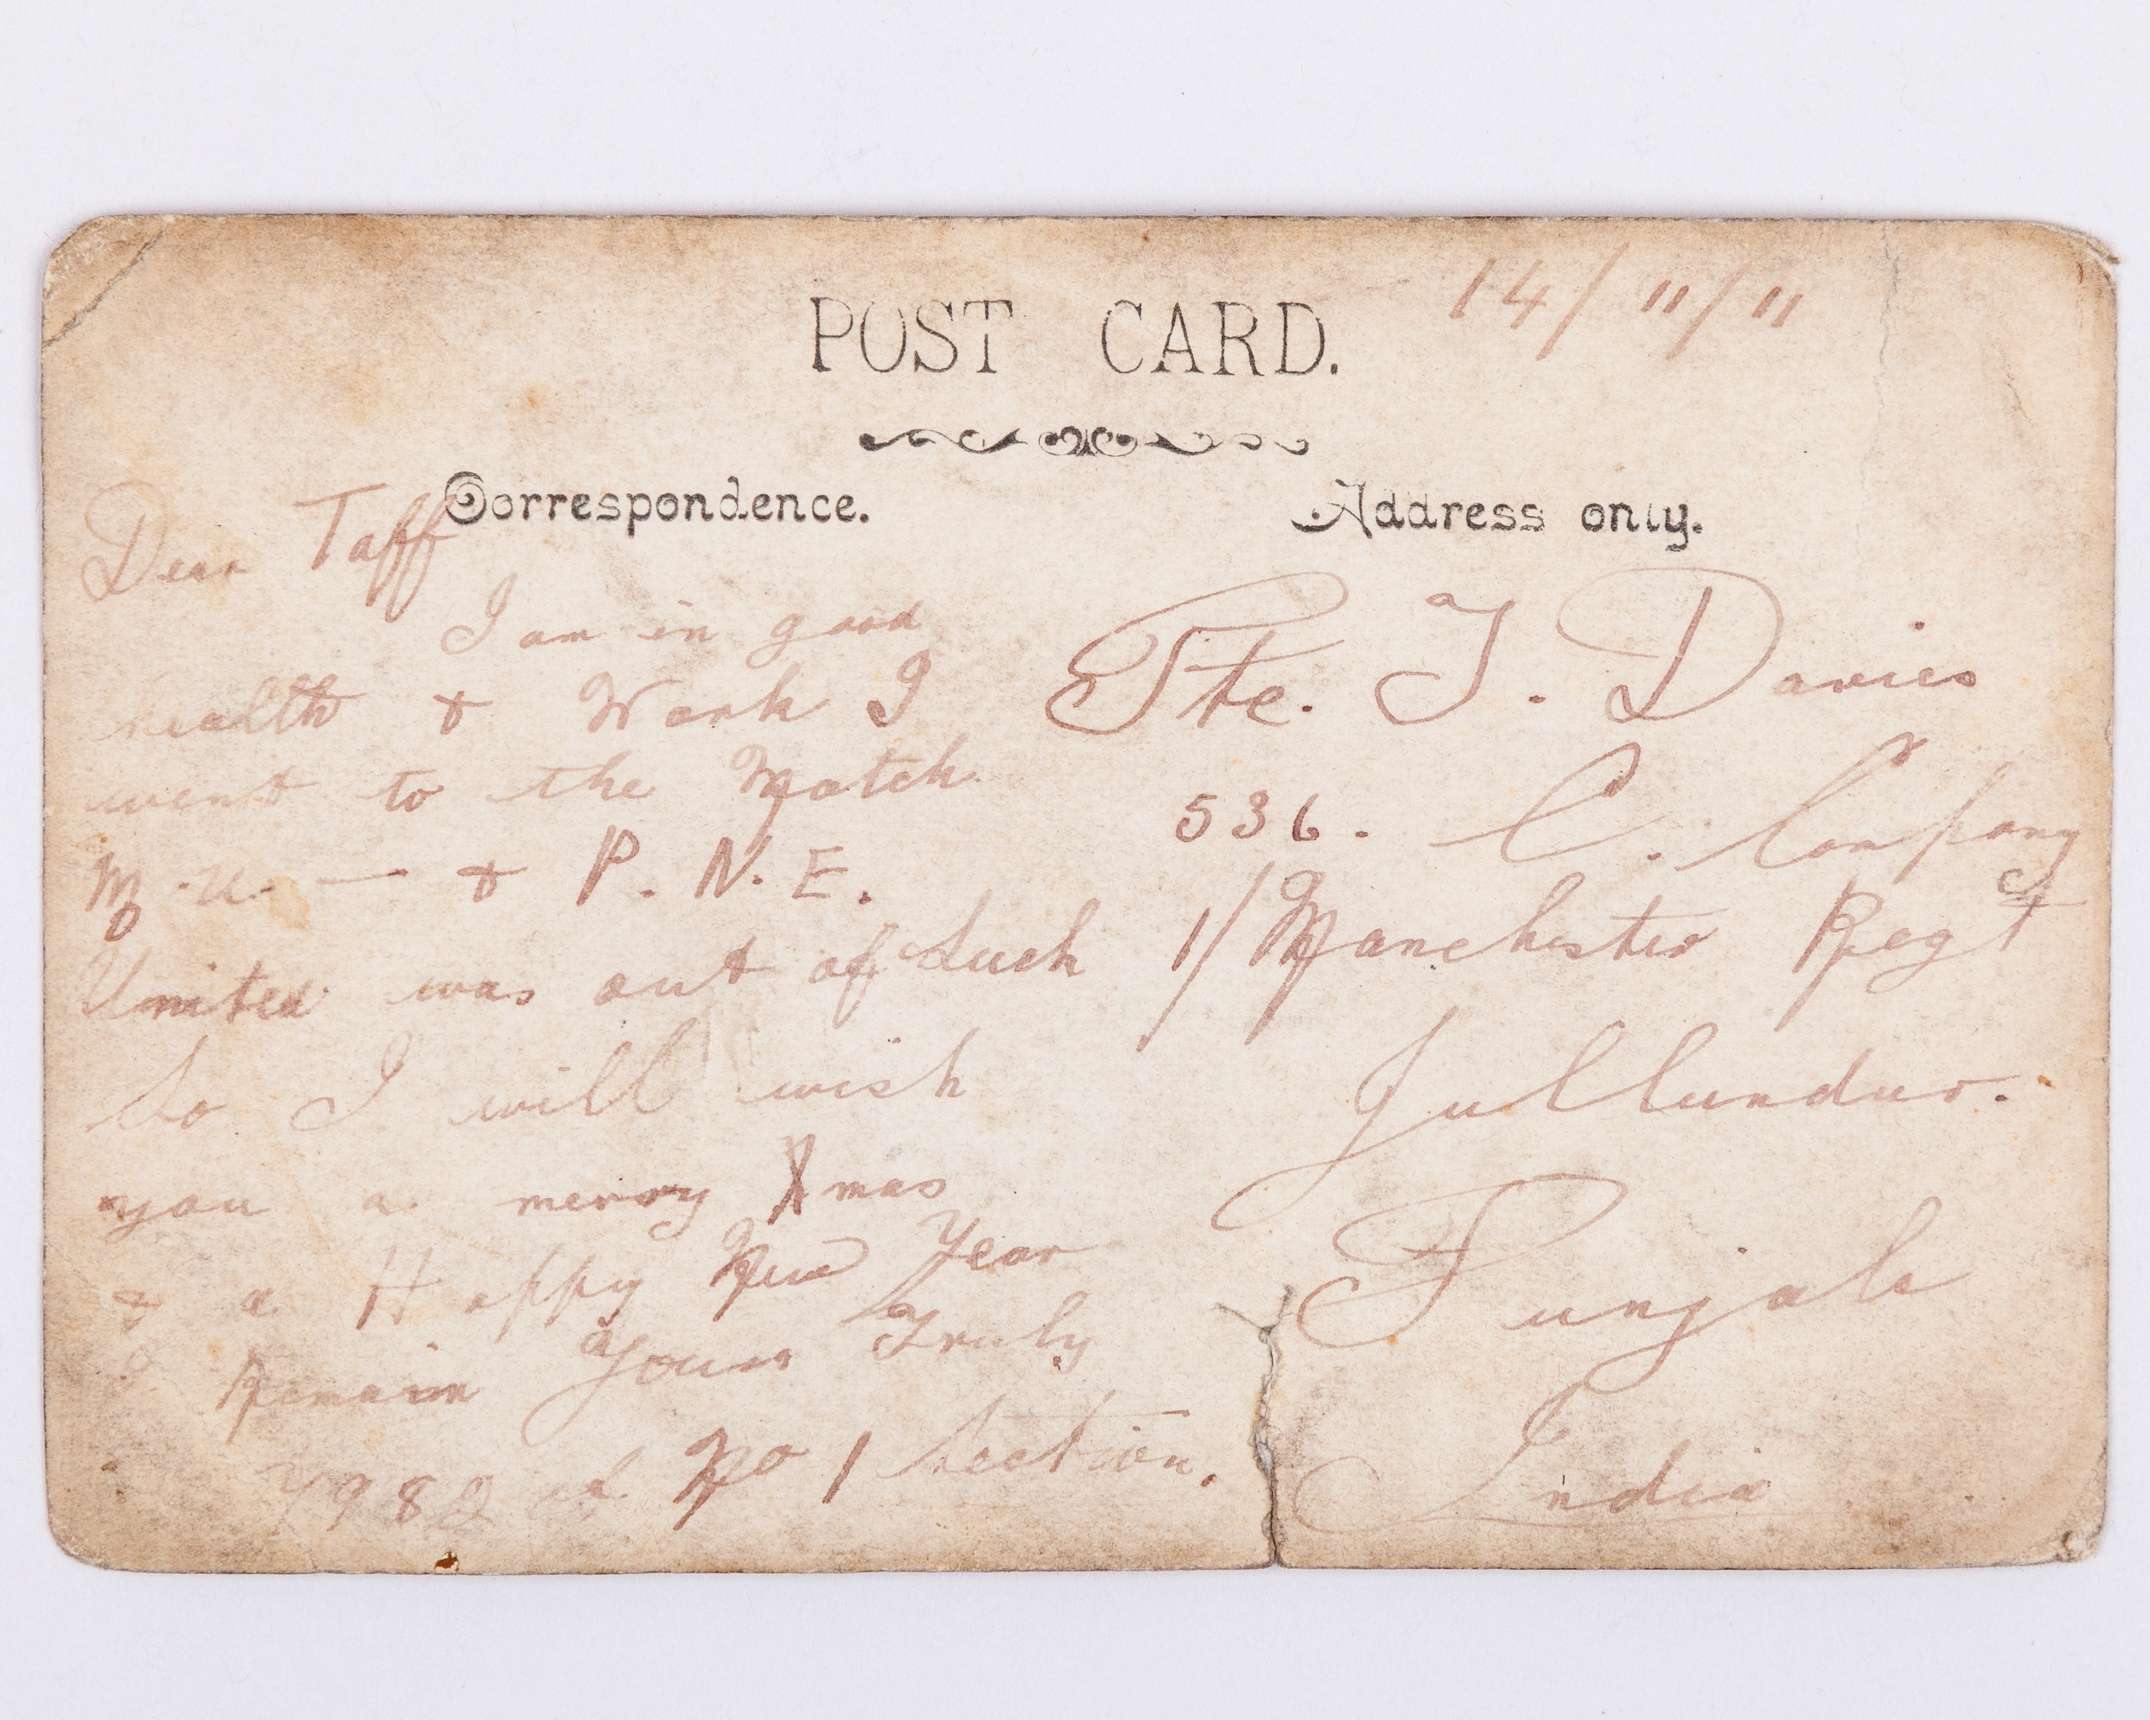 POST CARD.
14/11/11
Correspondence.
Dear Taff
I am in good
health & Work I
went to the Match
M.U. — & P. N. E.
United was out of Luck
So I will wish
you a merry Xmas
& a Happy New Year
I Remain Yours Truly
7982 of No 1 Section.
Address only.
Pte. T. Davies
536. C. Company
1/ Manchester Regt
Jullundur.
Punjab
India